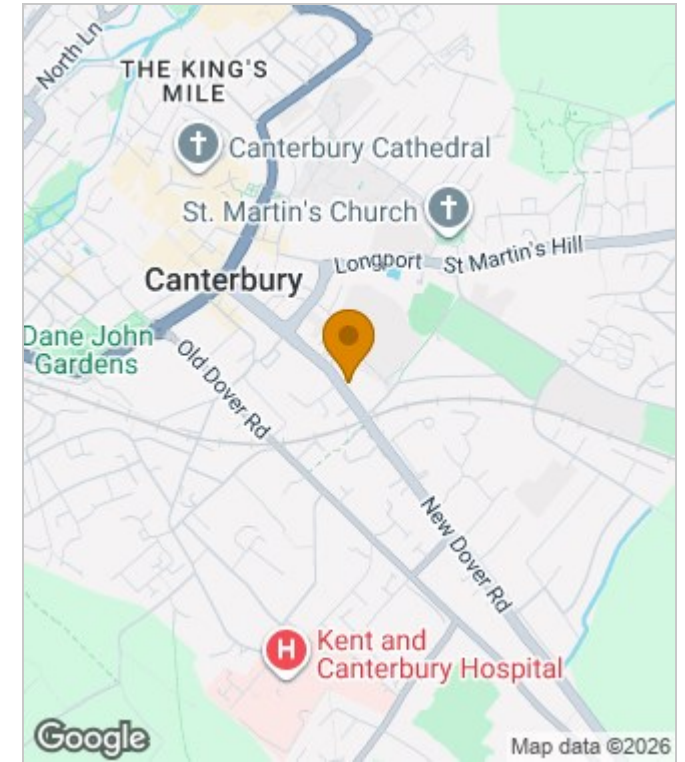 North Ln
THE KING'S
MILE
Canterbury Cathedral
St. Martin's Church
Longport
St Martin's Hill
Canterbury
Dane John
Gardens
Old Dover Rd
New Dover Rd
H
Kent and
Canterbury Hospital
Google
Map data ©2026